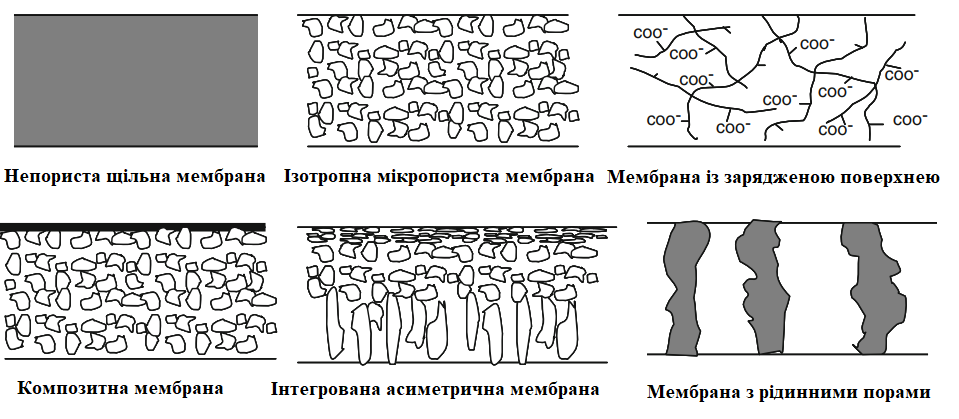 coo-
coo-
coo-
coo-
coo-
coo-
coo-
coo-
coo-
coo-
coo-
Непориста щільна мембрана
Ізотропна мікропориста мембрана
Мембрана із зарядженою поверхнею
Композитна мембрана
Інтегрована асиметрична мембрана
Мембрана з рідинними порами